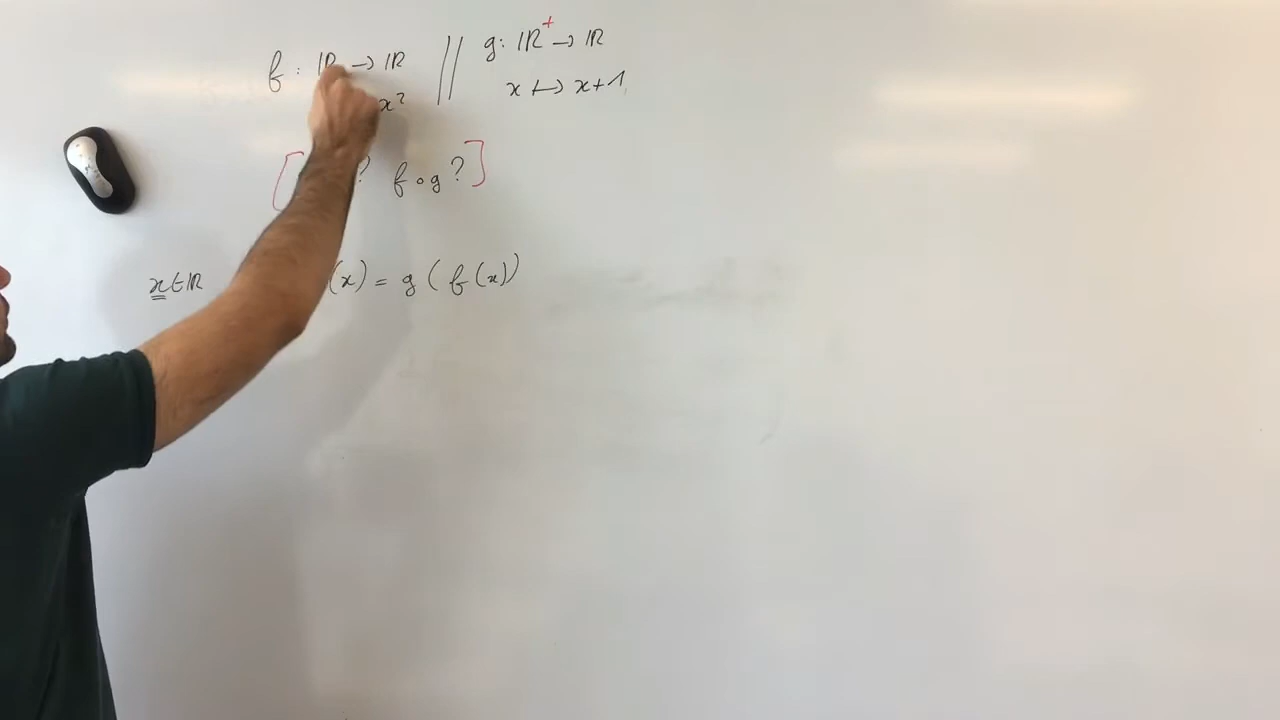 f : ℝ → ℝ // g : ℝ⁺ → ℝ
x² x ↦ x+1
[ ? f∘g ? ]
x ∈ ℝ (x) = g ( f (x))